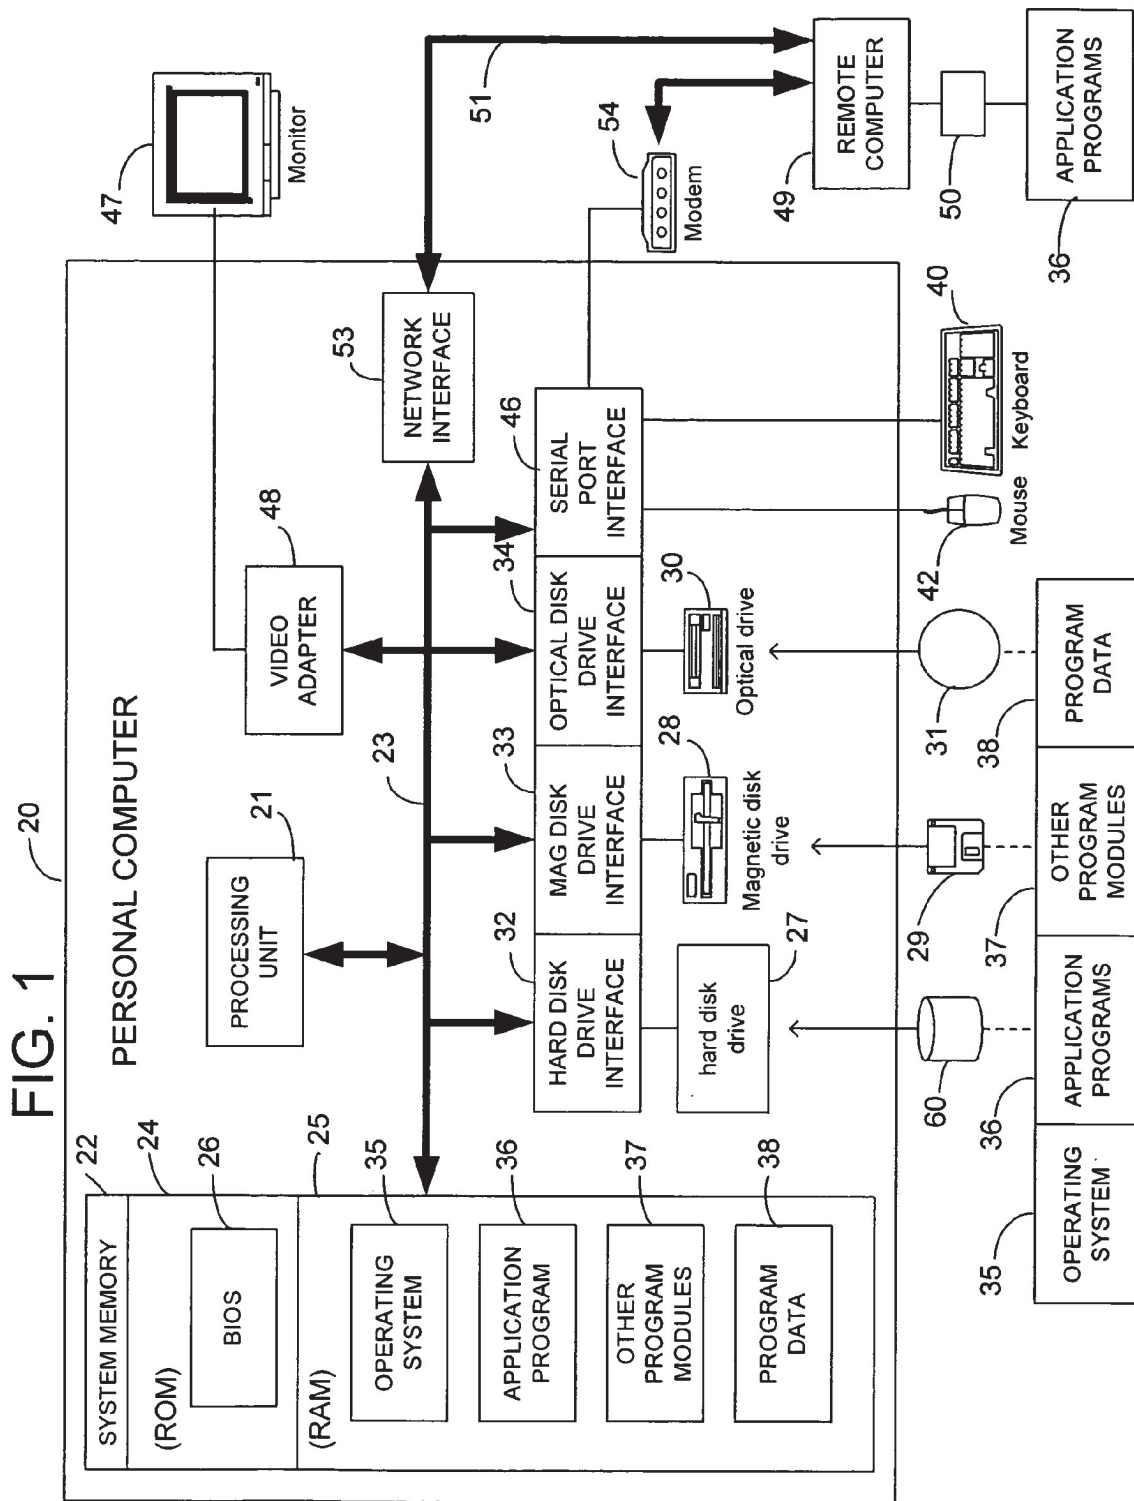 FIG. 1
20
PERSONAL COMPUTER
22
SYSTEM MEMORY
24
(ROM)
26
BIOS
25
(RAM)
35
OPERATING
SYSTEM
36
APPLICATION
PROGRAM
37
OTHER
PROGRAM
MODULES
38
PROGRAM
DATA
21
PROCESSING
UNIT
48
VIDEO
ADAPTER
47
Monitor
23
53
NETWORK
INTERFACE
51
32
HARD DISK
DRIVE
INTERFACE
33
MAG DISK
DRIVE
INTERFACE
34
OPTICAL DISK
DRIVE
INTERFACE
46
SERIAL
PORT
INTERFACE
54
Modem
27
hard disk
drive
28
Magnetic disk
drive
30
Optical drive
49
REMOTE
COMPUTER
50
36
APPLICATION
PROGRAMS
60
29
31
42
Mouse
40
Keyboard
35
OPERATING
SYSTEM
36
APPLICATION
PROGRAMS
37
OTHER
PROGRAM
MODULES
38
PROGRAM
DATA